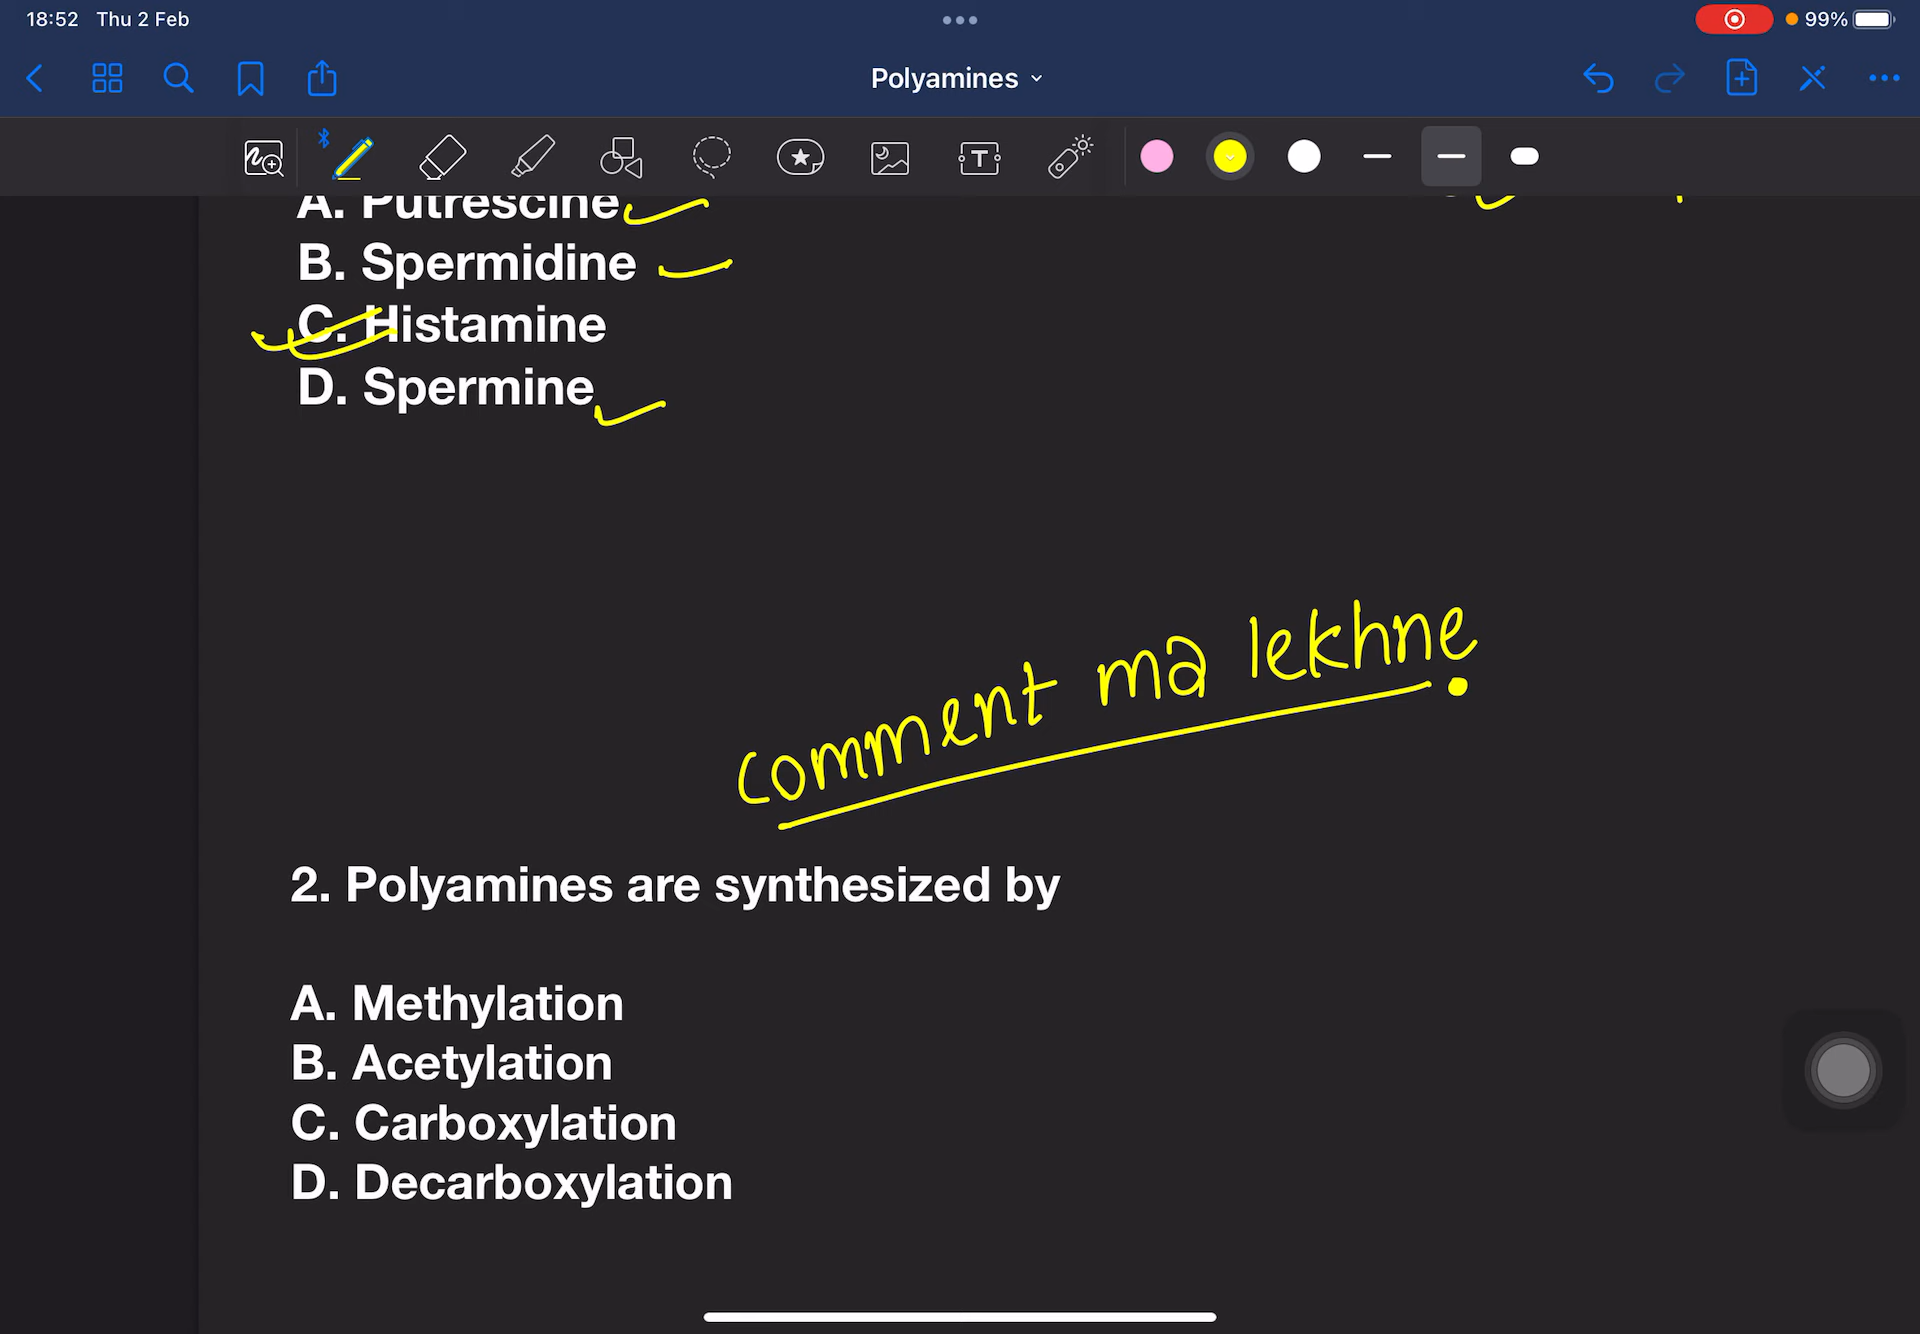 18:52 Thu 2 Feb
99%
Polyamines
T
A. Putrescine
B. Spermidine
C. Histamine
D. Spermine
comment ma lekhne
2. Polyamines are synthesized by
A. Methylation
B. Acetylation
C. Carboxylation
D. Decarboxylation